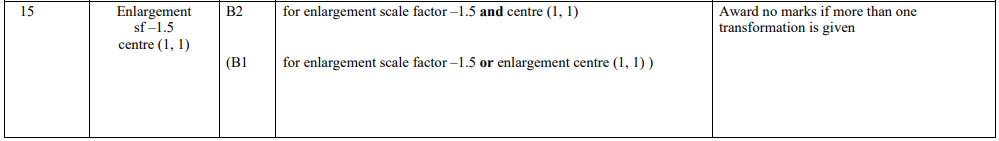 15
Enlargement
sf –1.5
centre (1, 1)
B2
for enlargement scale factor –1.5 and centre (1, 1)
Award no marks if more than one
transformation is given
(B1
for enlargement scale factor –1.5 or enlargement centre (1, 1) )